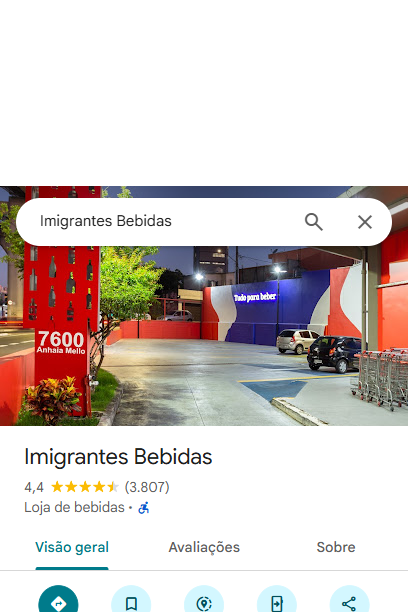 Imigrantes Bebidas
Tudo para beber
7600
Anhaia Mello
Imigrantes Bebidas
4,4 (3.807)
Loja de bebidas •
Visão geral
Avaliações
Sobre